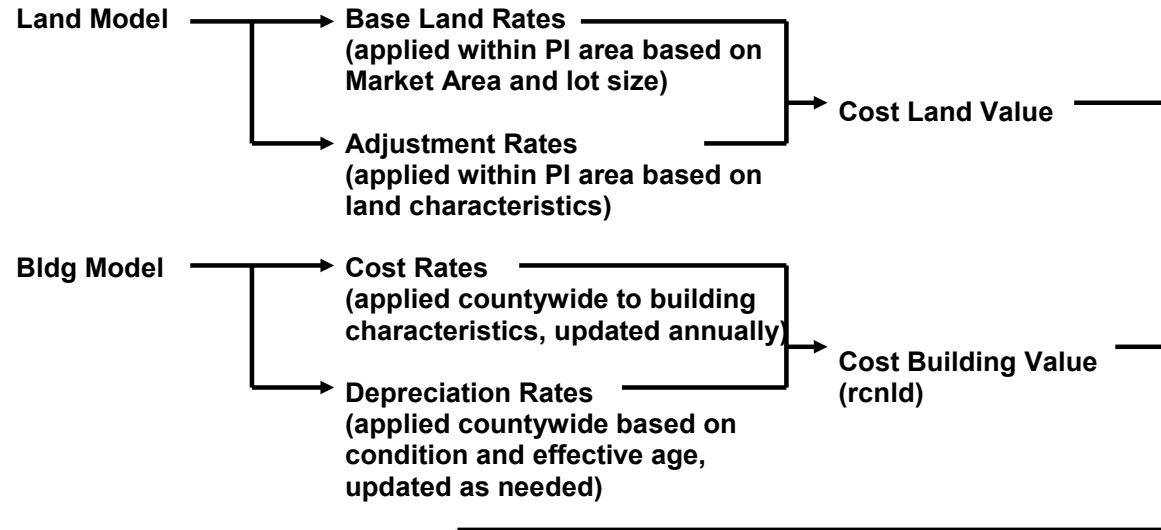 Land Model
Base Land Rates
(applied within PI area based on
Market Area and lot size)
Cost Land Value
Adjustment Rates
(applied within PI area based on
land characteristics)
Bldg Model
Cost Rates
(applied countywide to building
characteristics, updated annually)
Cost Building Value
(rcnld)
Depreciation Rates
(applied countywide based on
condition and effective age,
updated as needed)